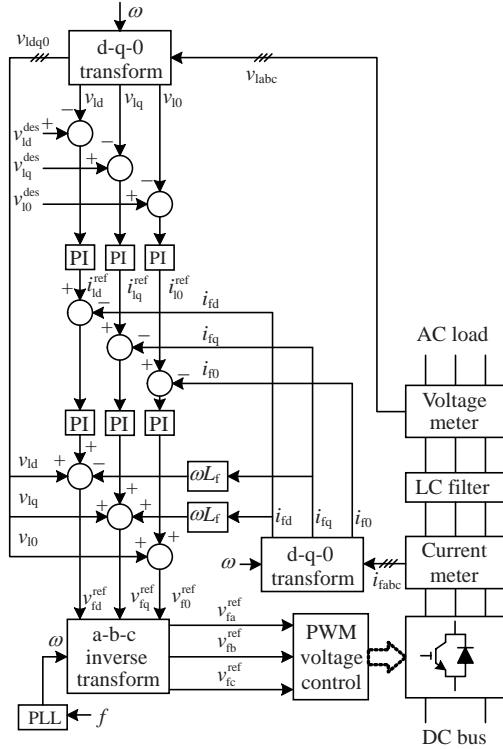 ω
v_ldq0
d-q-0
transform
v_labc
v_ld
v_lq
v_l0
−
−
−
v_ld^des
+
v_lq^des
+
v_l0^des
+
PI
PI
PI
i_ld^ref
i_lq^ref
i_l0^ref
+
−
i_fd
+
−
i_fq
+
−
i_f0
AC load
Voltage
meter
PI
PI
PI
v_ld
+
+
−
ωL_f
LC filter
v_lq
+
+
+
ωL_f
i_fd
i_fq
i_f0
v_l0
+
+
ω
d-q-0
transform
i_fabc
Current
meter
v_fd^ref
v_fq^ref
v_f0^ref
ω
a-b-c
inverse
transform
v_fa^ref
v_fb^ref
v_fc^ref
PWM
voltage
control
PLL
f
DC bus